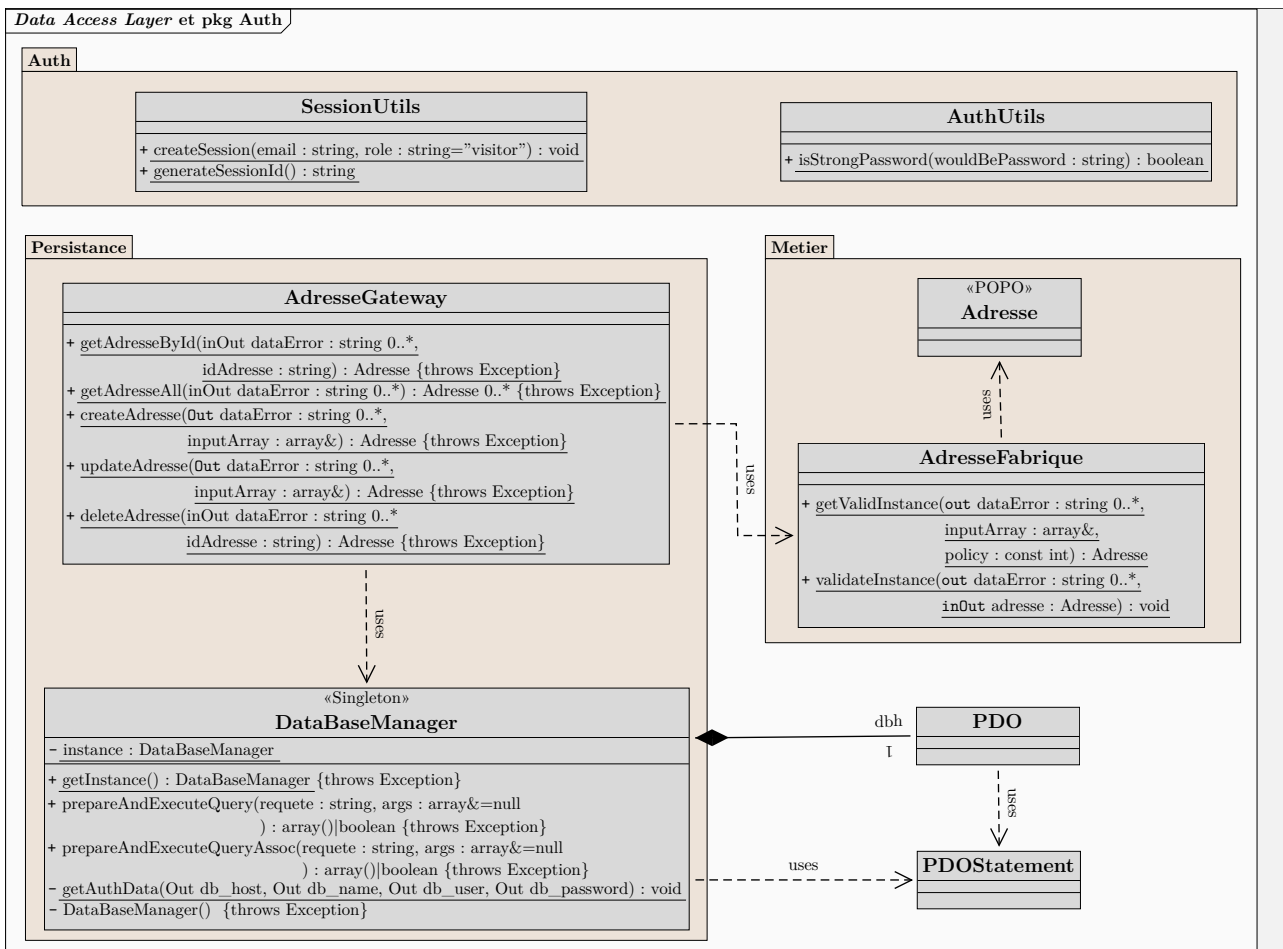 Data Access Layer et pkg Auth
Auth
SessionUtils
+ createSession(email : string, role : string="visitor") : void
+ generateSessionId() : string
AuthUtils
+ isStrongPassword(wouldBePassword : string) : boolean
Persistance
AdresseGateway
+ getAdresseById(inOut dataError : string 0..*,
idAdresse : string) : Adresse {throws Exception}
+ getAdresseAll(inOut dataError : string 0..*) : Adresse 0..* {throws Exception}
+ createAdresse(Out dataError : string 0..*,
inputArray : array&) : Adresse {throws Exception}
+ updateAdresse(Out dataError : string 0..*,
inputArray : array&) : Adresse {throws Exception}
+ deleteAdresse(inOut dataError : string 0..*
idAdresse : string) : Adresse {throws Exception}
uses
uses
Metier
«POPO»
Adresse
uses
AdresseFabrique
+ getValidInstance(out dataError : string 0..*,
inputArray : array&,
policy : const int) : Adresse
+ validateInstance(out dataError : string 0..*,
inOut adresse : Adresse) : void
«Singleton»
DataBaseManager
- instance : DataBaseManager
+ getInstance() : DataBaseManager {throws Exception}
+ prepareAndExecuteQuery(requete : string, args : array&=null
) : array()|boolean {throws Exception}
+ prepareAndExecuteQueryAssoc(requete : string, args : array&=null
) : array()|boolean {throws Exception}
- getAuthData(Out db_host, Out db_name, Out db_user, Out db_password) : void
- DataBaseManager() {throws Exception}
dbh
1
PDO
uses
uses
PDOStatement